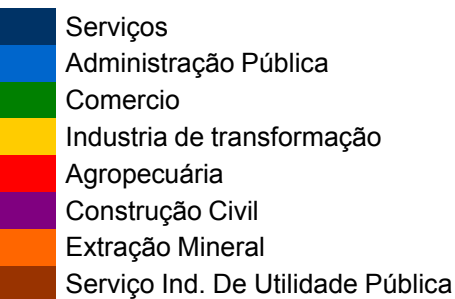 Serviços
Administração Pública
Comercio
Industria de transformação
Agropecuária
Construção Civil
Extração Mineral
Serviço Ind. De Utilidade Pública